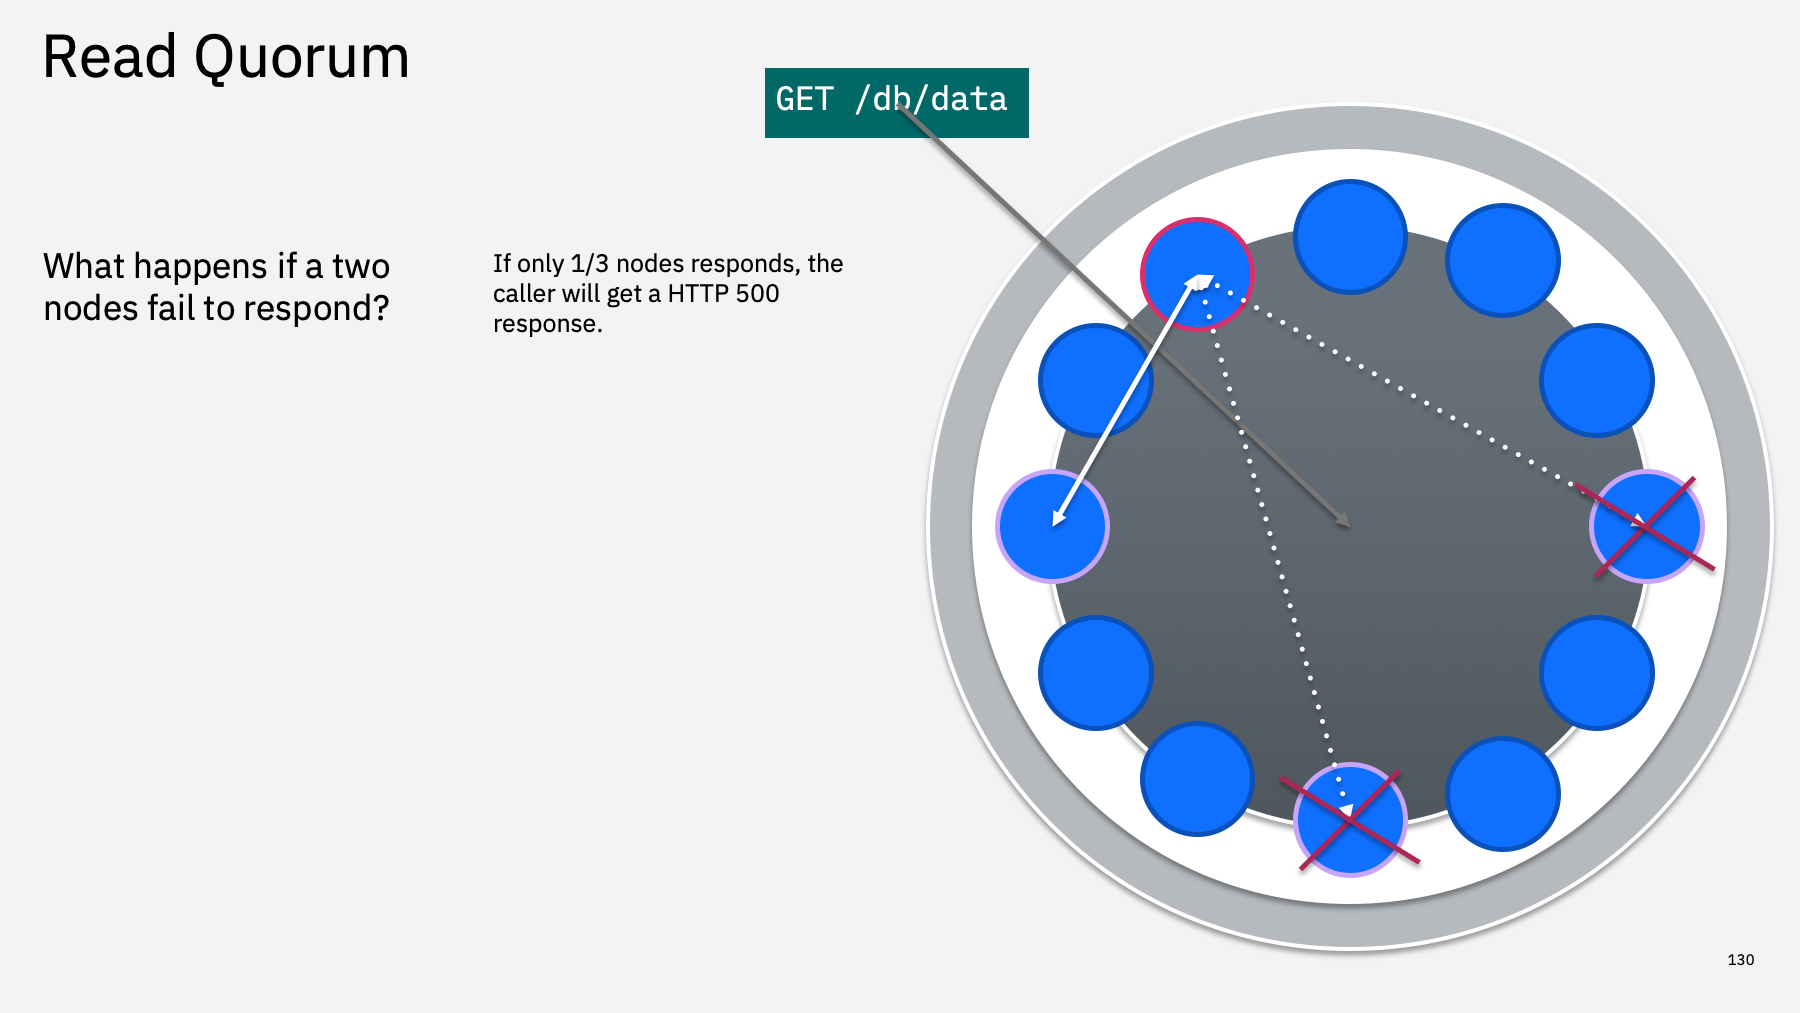 Read Quorum
GET /db/data
What happens if a two
nodes fail to respond?
If only 1/3 nodes responds, the
caller will get a HTTP 500
response.
130